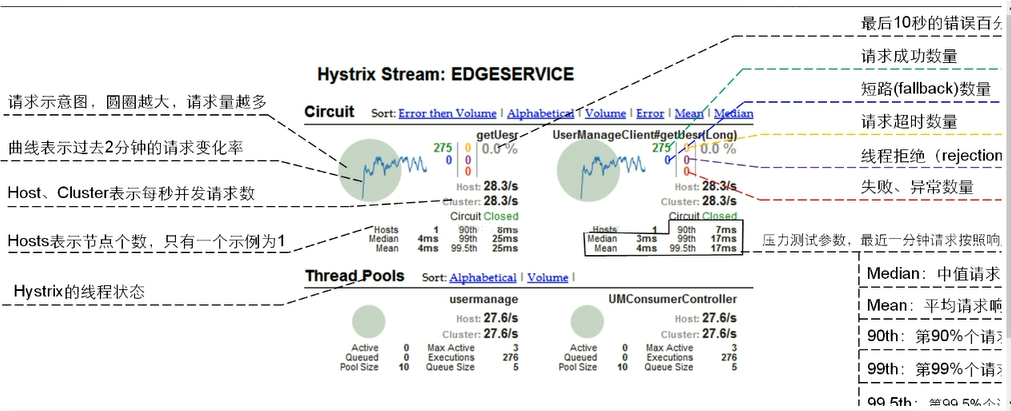 最后10秒的错误百分
Hystrix Stream: EDGESERVICE
请求成功数量
请求示意图，圆圈越大，请求量越多
短路(fallback)数量
Circuit Sort: Error then Volume | Alphabetical | Volume | Error | Mean | Median
请求超时数量
曲线表示过去2分钟的请求变化率
getUesr
275 0 0.0 %
0 0
0
Host: 28.3/s
Cluster: 28.3/s
Circuit Closed
Hosts 1 90th 8ms
Median 4ms 99th 25ms
Mean 4ms 99.5th 25ms
UserManageClient#getUesr(Long)
275 0 0.0 %
0 0
0
Host: 28.3/s
Cluster: 28.3/s
Circuit Closed
Hosts 1 90th 7ms
Median 3ms 99th 17ms
Mean 4ms 99.5th 17ms
线程拒绝（rejection
失败、异常数量
Host、Cluster表示每秒并发请求数
Hosts表示节点个数，只有一个示例为1
压力测试参数，最近一分钟请求按照响
Thread Pools Sort: Alphabetical | Volume |
Hystrix的线程状态
usermanage
Host: 27.6/s
Cluster: 27.6/s
Active 0 Max Active 3
Queued 0 Executions 276
Pool Size 10 Queue Size 5
UMConsumerController
Host: 27.6/s
Cluster: 27.6/s
Active 0 Max Active 3
Queued 0 Executions 276
Pool Size 10 Queue Size 5
Median：中值请求
Mean：平均请求响
90th：第90%个请求
99th：第99%个请求
99.5th：第99.5%个